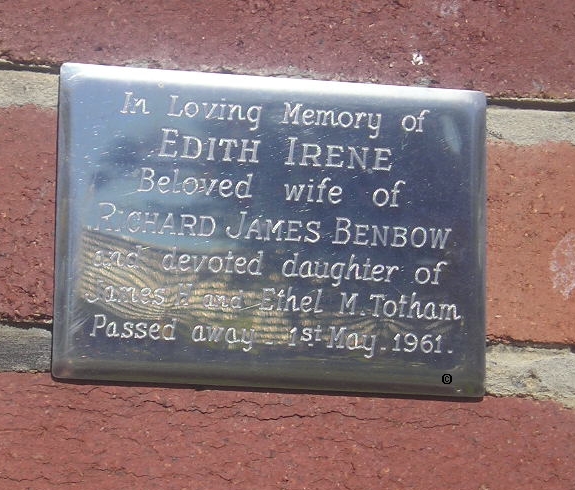 In Loving Memory of
EDITH IRENE
Beloved wife of
RICHARD JAMES BENBOW
and devoted daughter of
James H. and Ethel M. Totham
Passed away - 1st May. 1961.
©